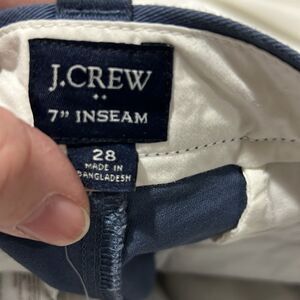 J.CREW
7" INSEAM
28
MADE IN
BANGLADESH